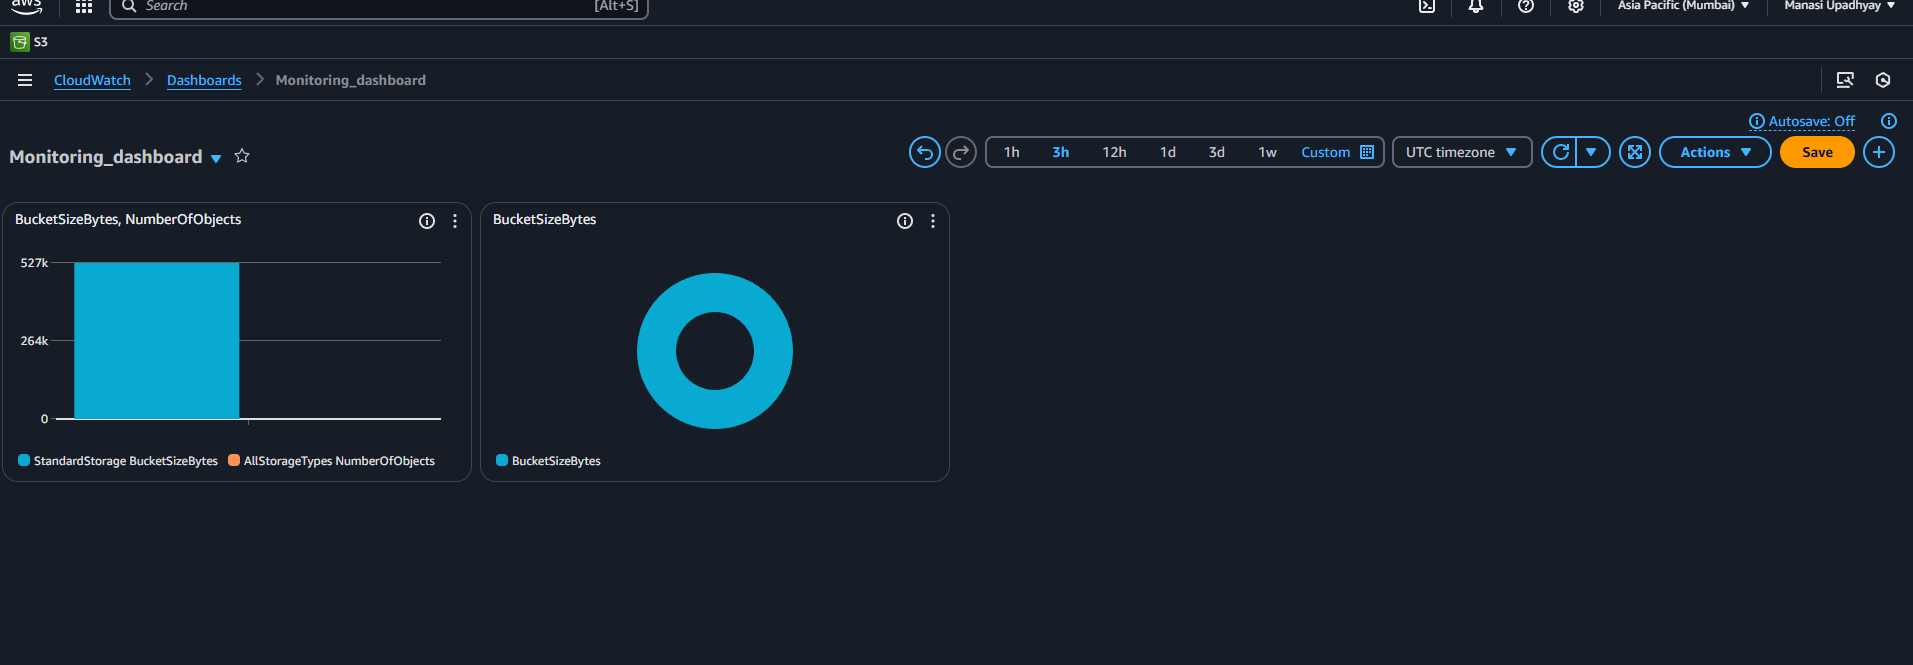 aws
Search
[Alt+S]
Asia Pacific (Mumbai)
Manasi Upadhyay
S3
CloudWatch
Dashboards
Monitoring_dashboard
Autosave: Off
Monitoring_dashboard
1h
3h
12h
1d
3d
1w
Custom
UTC timezone
Actions
Save
BucketSizeBytes, NumberOfObjects
527k
264k
0
StandardStorage BucketSizeBytes
AllStorageTypes NumberOfObjects
BucketSizeBytes
BucketSizeBytes